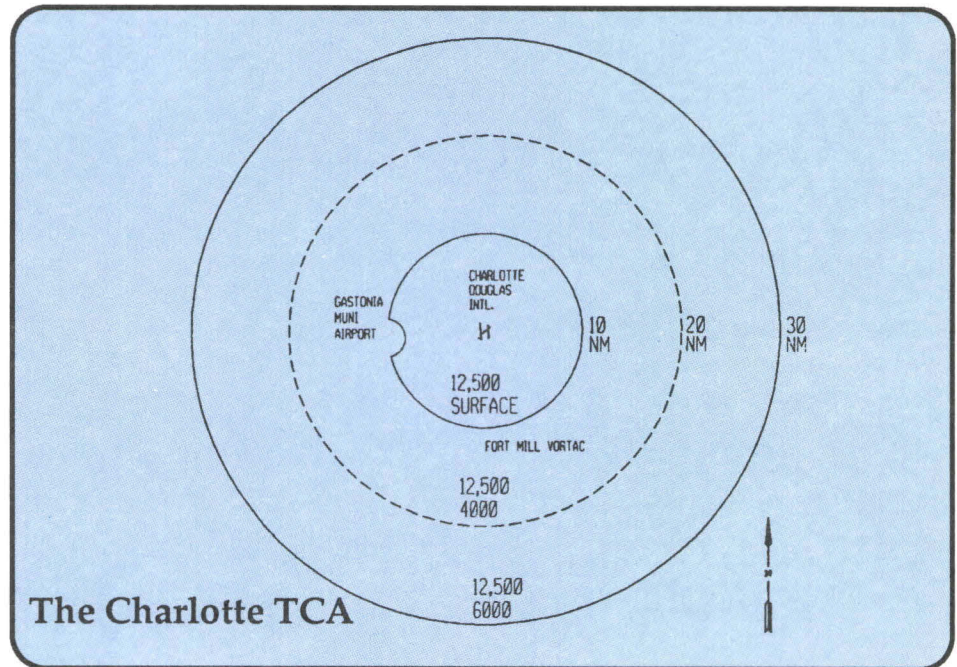 CHARLOTTE
DOUGLAS
INTL.
GASTONIA
MUNI
AIRPORT
10
NM
20
NM
30
NM
12,500
SURFACE
FORT MILL VORTAC
12,500
4000
12,500
6000
N
The Charlotte TCA